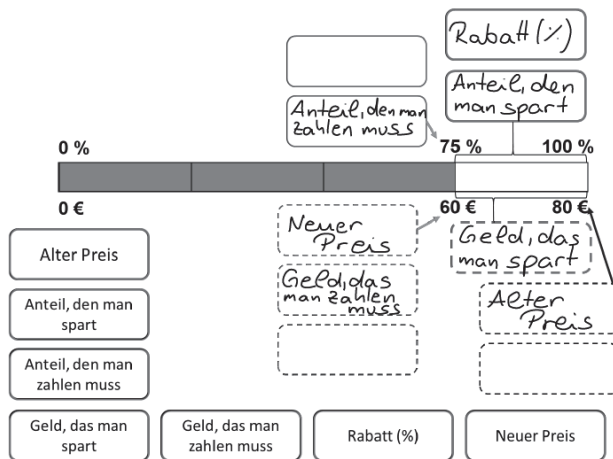 Rabatt (%)
Anteil, den
man spart
Anteil, den man
zahlen muss
0 %
75 %
100 %
0 €
60 €
80 €
Neuer
Preis
Geld, das
man spart
Geld, das
man zahlen
muss
Alter
Preis
Alter Preis
Anteil, den man
spart
Anteil, den man
zahlen muss
Geld, das man
spart
Geld, das man
zahlen muss
Rabatt (%)
Neuer Preis